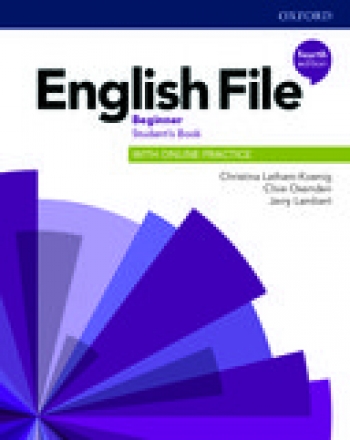 OXFORD
fourth
edition
English File
Beginner
Student's Book
WITH ONLINE PRACTICE
Christina Latham-Koenig
Clive Oxenden
Jerry Lambert